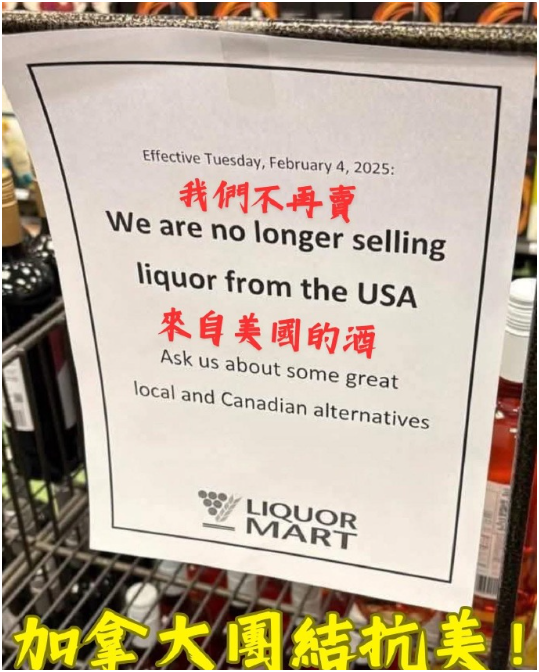 Effective Tuesday, February 4, 2025:
我們不再賣
We are no longer selling
liquor from the USA
來自美國的酒
Ask us about some great
local and Canadian alternatives
LIQUOR
MART
加拿大團結抗美！